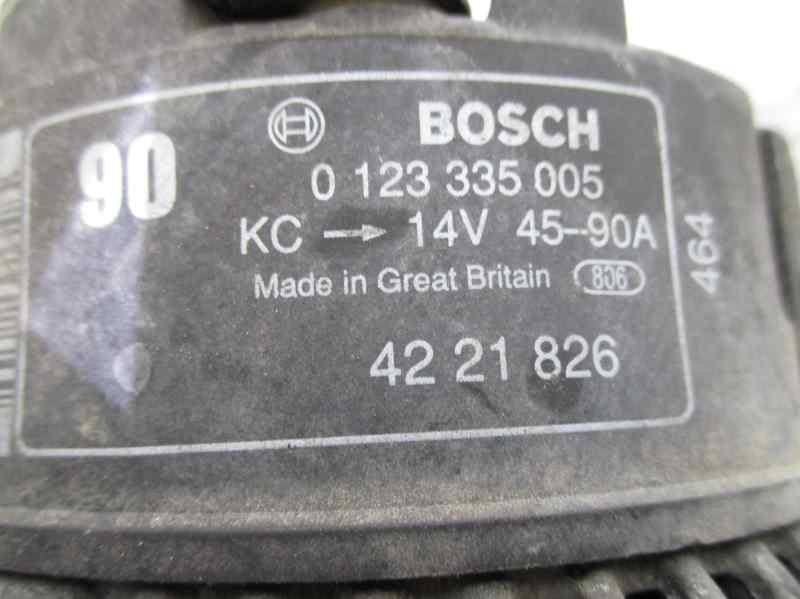 90
BOSCH
0 123 335 005
KC → 14V 45--90A
Made in Great Britain 806
42 21 826
464